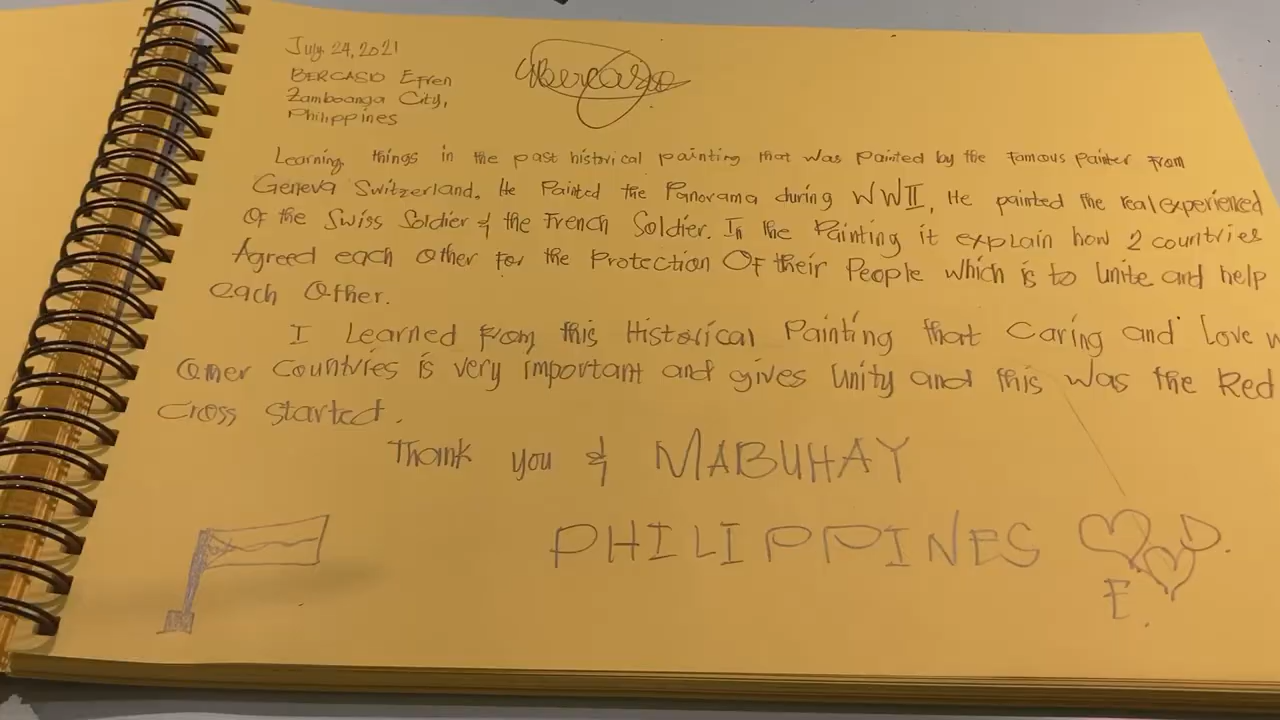 July 24, 2021
BERCASIO Efren
Zamboanga City,
Philippines
Learning things in the past historical painting that was painted by the Famous Painter From
Geneva Switzerland. He Painted the Panorama during WWII, He painted the real experienced
Of the Swiss Soldier & the French Soldier. In the Painting it explain how 2 countries
Agreed each Other for the Protection Of their People which is to Unite and help
each Other.
I Learned from this Historical Painting that Caring and Love
Other Countries is very important and gives Unity and this was the Red
Cross Started.
Thank you & MABUHAY
PHILIPPINES D.
E.